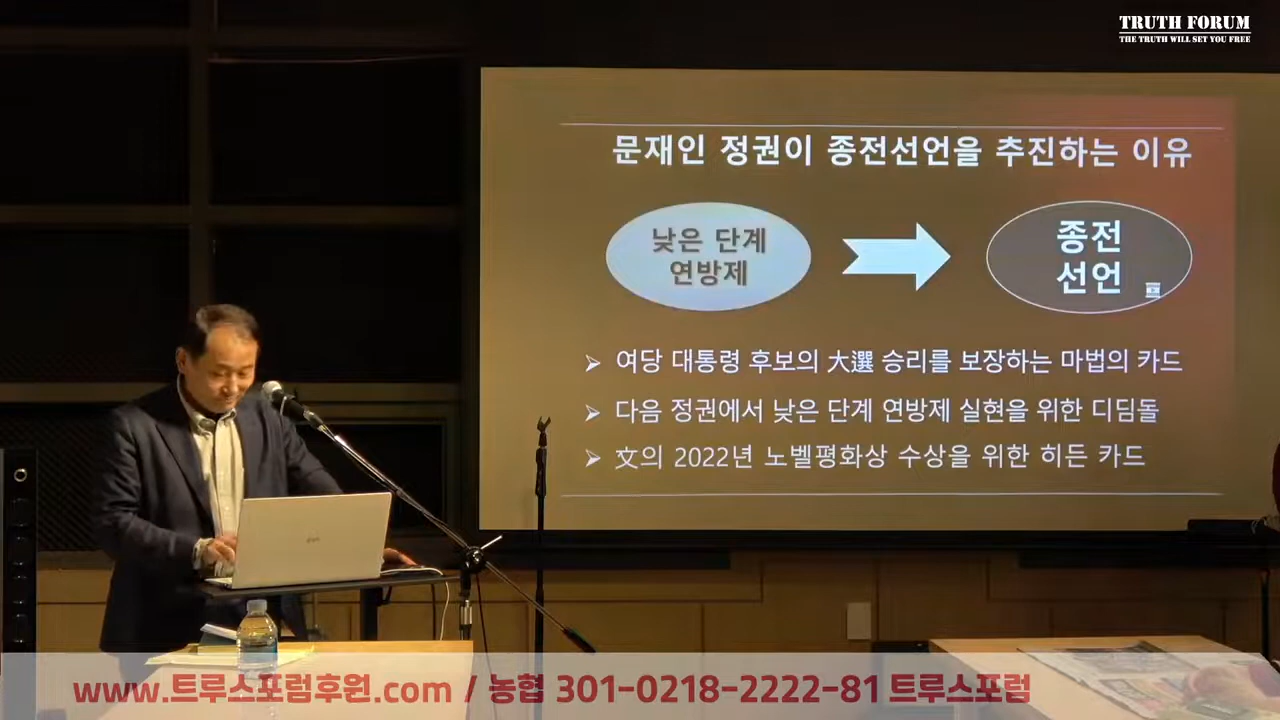 TRUTH FORUM
THE TRUTH WILL SET YOU FREE
문재인 정권이 종전선언을 추진하는 이유
낮은 단계
연방제
종전
선언
여당 대통령 후보의 大選 승리를 보장하는 마법의 카드
다음 정권에서 낮은 단계 연방제 실현을 위한 디딤돌
文의 2022년 노벨평화상 수상을 위한 히든 카드
www.트루스포럼후원.com / 농협 301-0218-2222-81 트루스포럼